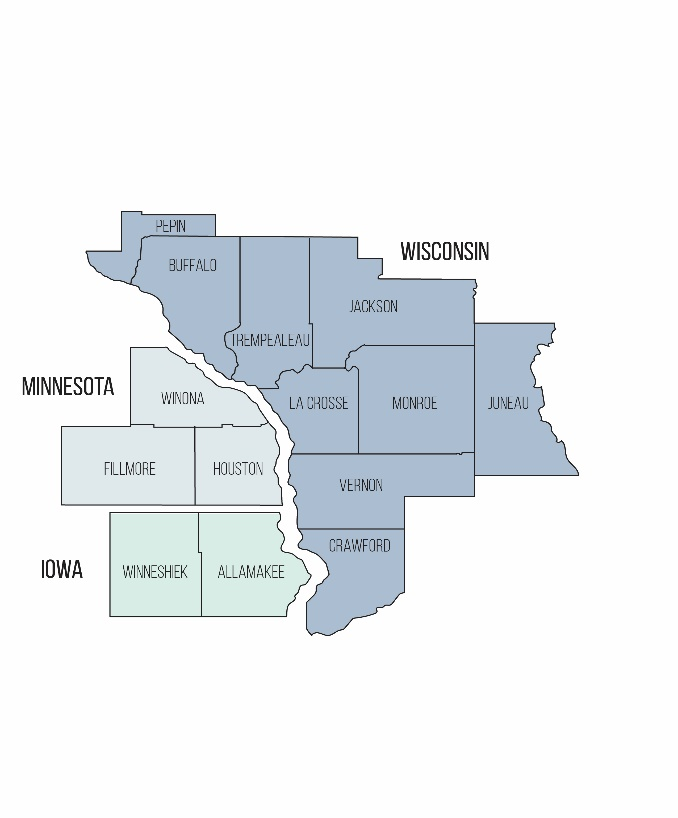 PEPIN
WISCONSIN
BUFFALO
JACKSON
TREMPEALEAU
MINNESOTA
WINONA
LA CROSSE
MONROE
JUNEAU
FILLMORE
HOUSTON
VERNON
CRAWFORD
IOWA
WINNESHIEK
ALLAMAKEE